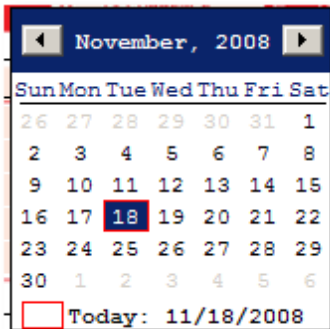 November, 2008
Sun Mon Tue Wed Thu Fri Sat
26 27 28 29 30 31 1
2 3 4 5 6 7 8
9 10 11 12 13 14 15
16 17 18 19 20 21 22
23 24 25 26 27 28 29
30 1 2 3 4 5 6
Today: 11/18/2008